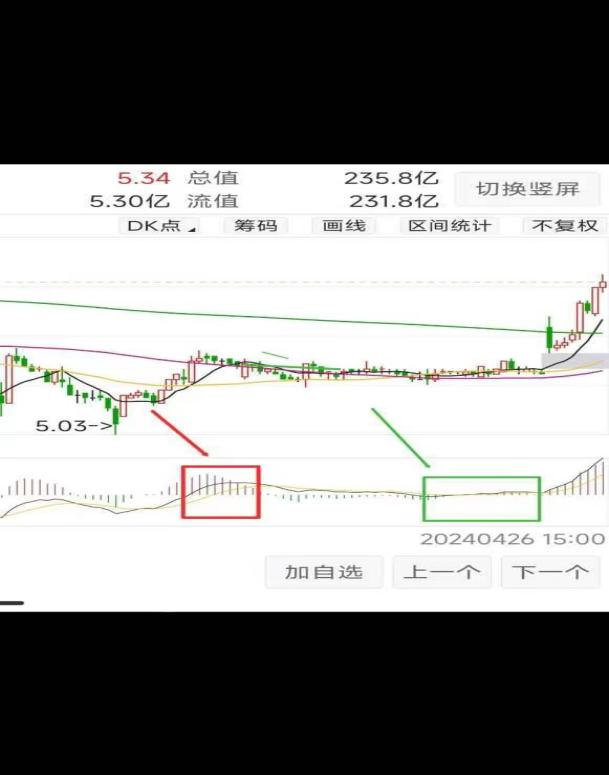 5.34 总值 235.8亿 切换竖屏
5.30亿 流值 231.8亿
DK点 筹码 画线 区间统计 不复权
5.03->
20240426 15:00
加自选 上一个 下一个